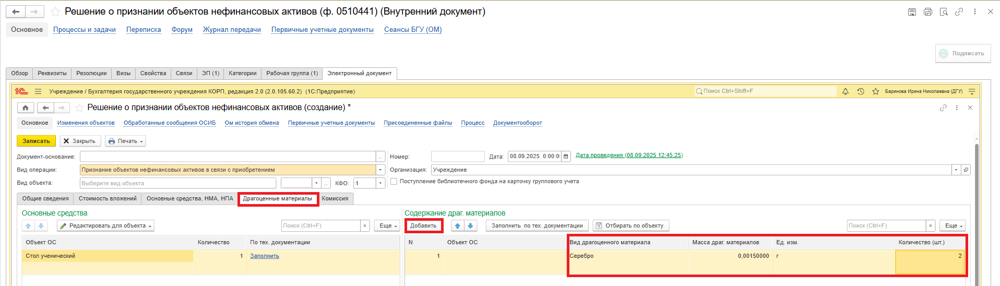 Решение о признании объектов нефинансовых активов (ф. 0510441) (Внутренний документ)
Основное Процессы и задачи Переписка Форум Журнал передачи Первичные учетные документы Сеансы БГУ (ОМ)
Подписать
Обзор Реквизиты Резолюции Визы Свойства Связи ЭП (1) Категории Рабочая группа (1) Электронный документ
1С Учреждение / Бухгалтерия государственного учреждения КОРП, редакция 2.0 (2.0.105.60.2) (1С:Предприятие) Поиск Ctrl+Shift+F Баринова Ирина Николаевна (ДГУ)
Решение о признании объектов нефинансовых активов (создание) *
Основное Изменения объектов Обработанные сообщения ОСИБ Ом история обмена Первичные учетные документы Присоединенные файлы Процесс Документооборот
Записать Закрыть Печать
Документ-основание: ... Номер: Дата: 08.09.2025 0:00:0 Дата проведения (08.09.2025 12:45:25)
Вид операции: Признание объектов нефинансовых активов в связи с приобретением Организация: Учреждение
Вид объекта: Выберите вид объекта ... КФО: 1 Поступление библиотечного фонда на карточку группового учета
Общие сведения Стоимость вложений Основные средства, НМА, НПА Драгоценные материалы Комиссия
Основные средства Содержание драг. материалов
Редактировать для объекта Поиск (Ctrl+F) × Еще Добавить Заполнить по тех. документации Отбирать по объекту Поиск (Ctrl+F) × Еще
Объект ОС Количество По тех. документации N Объект ОС Вид драгоценного материала Масса драг. материалов Ед. изм. Количество (шт.)
Стол ученический 1 Заполнить 1 Серебро 0,00150000 г 2